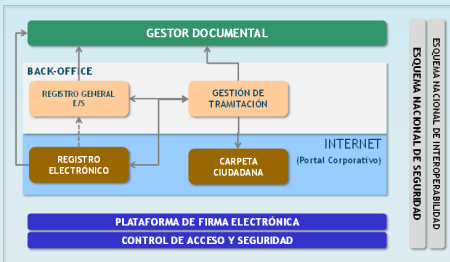 GESTOR DOCUMENTAL
BACK-OFFICE
REGISTRO GENERAL
E/S
GESTIÓN DE
TRAMITACIÓN
INTERNET
(Portal Corporativo)
REGISTRO
ELECTRÓNICO
CARPETA
CIUDADANA
PLATAFORMA DE FIRMA ELECTRÓNICA
CONTROL DE ACCESO Y SEGURIDAD
ESQUEMA NACIONAL DE SEGURIDAD
ESQUEMA NACIONAL DE INTEROPERABILIDAD